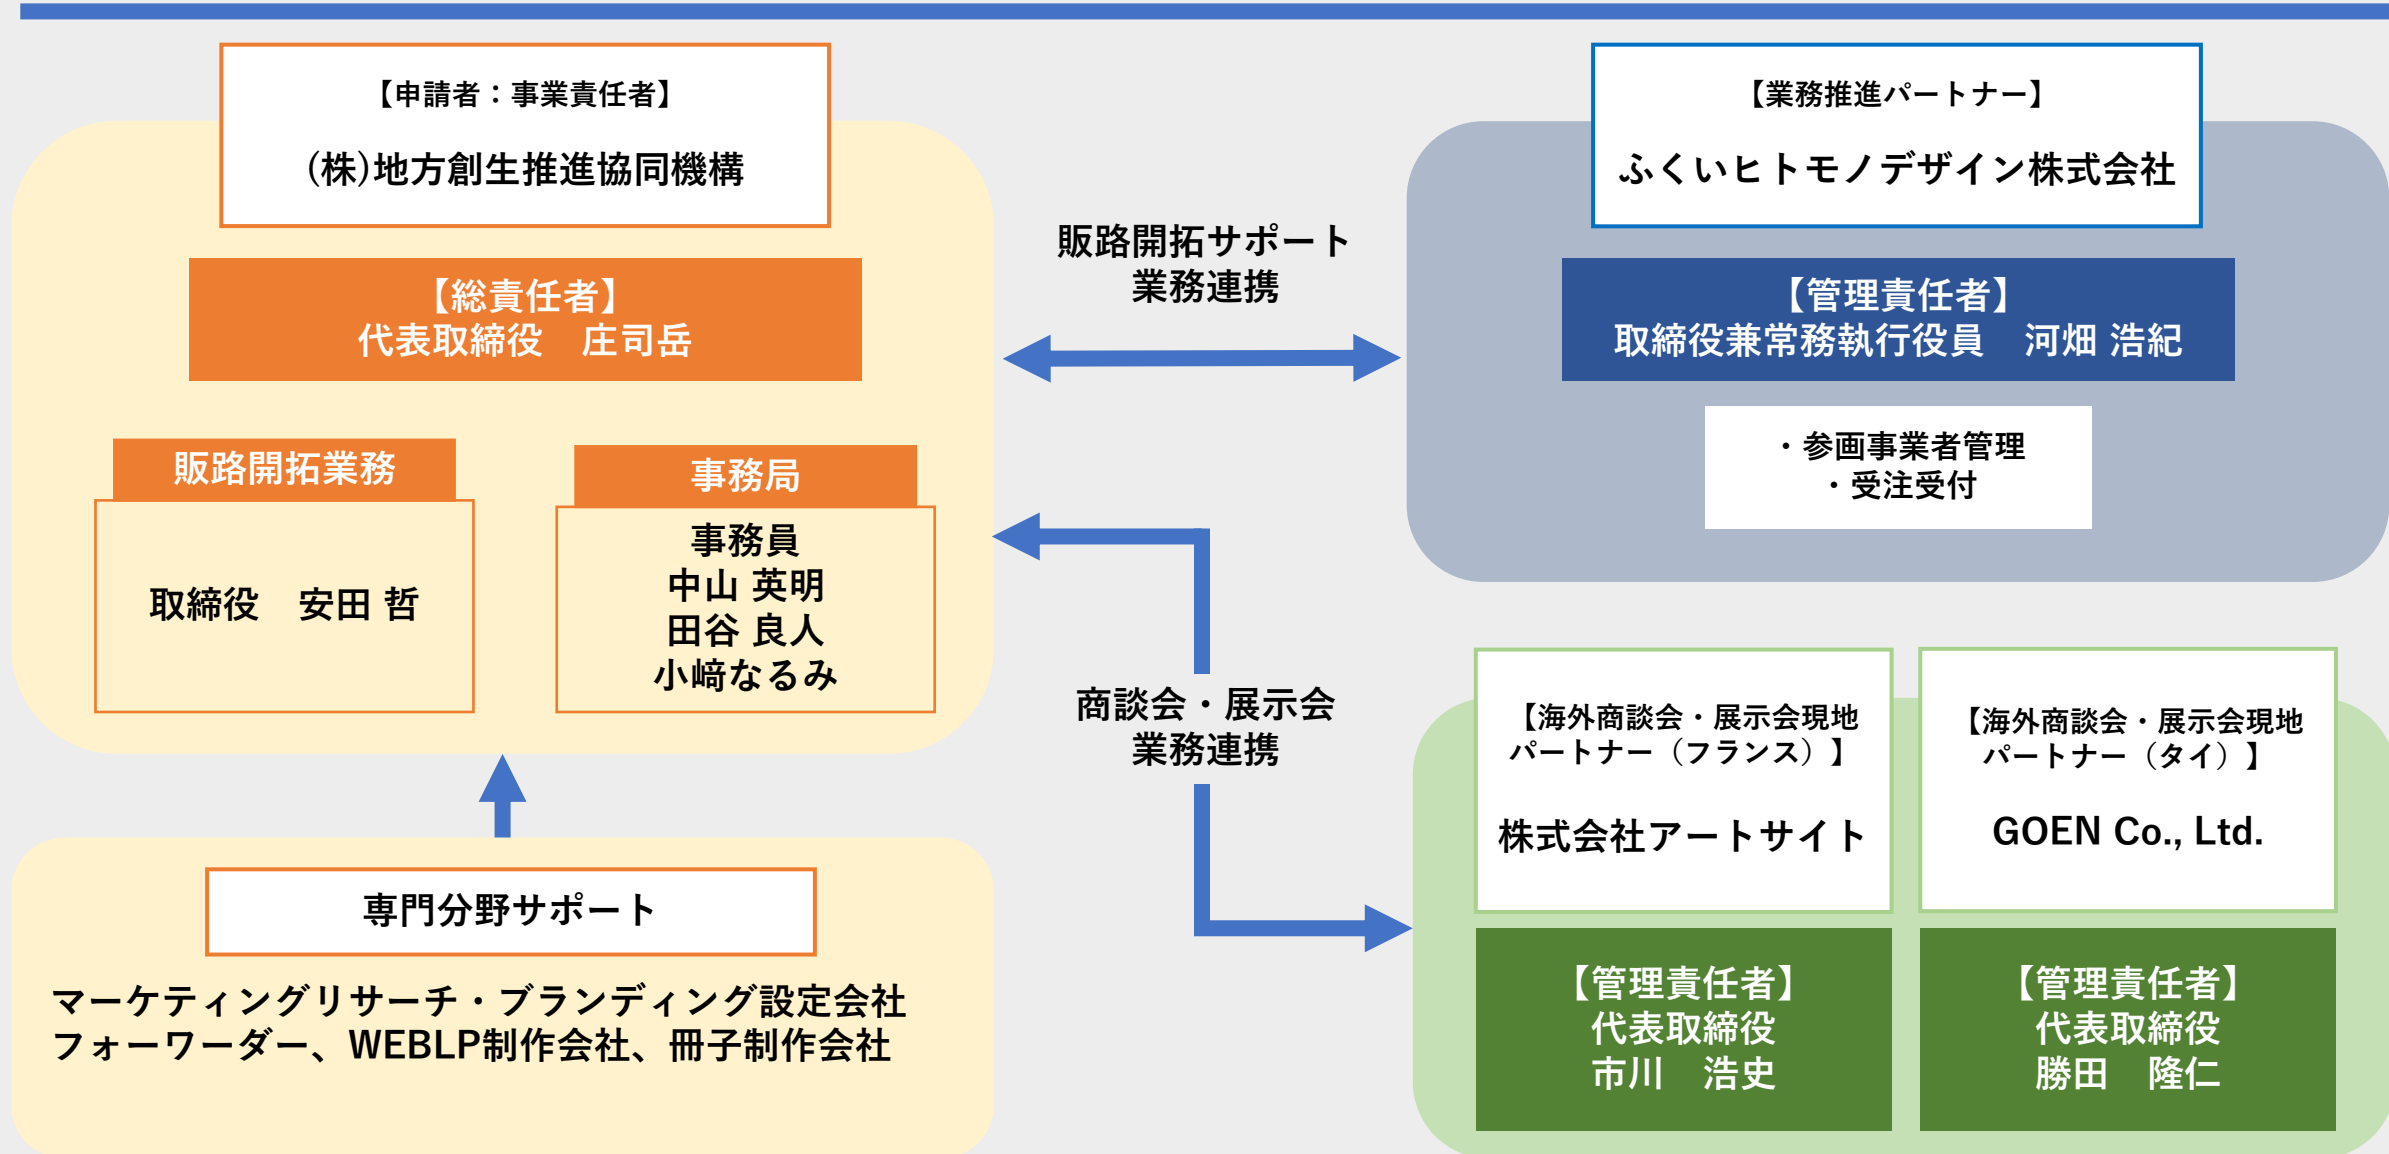 【申請者：事業責任者】
(株)地方創生推進協同機構
【総責任者】
代表取締役　庄司岳
販路開拓業務
取締役　安田 哲
事務局
事務員
中山 英明
田谷 良人
小﨑なるみ
専門分野サポート
マーケティングリサーチ・ブランディング設定会社
フォーワーダー、WEBLP制作会社、冊子制作会社
販路開拓サポート
業務連携
商談会・展示会
業務連携
【業務推進パートナー】
ふくいヒトモノデザイン株式会社
【管理責任者】
取締役兼常務執行役員　河畑 浩紀
・参画事業者管理
・受注受付
【海外商談会・展示会現地
パートナー（フランス）】
株式会社アートサイト
【管理責任者】
代表取締役
市川　浩史
【海外商談会・展示会現地
パートナー（タイ）】
GOEN Co., Ltd.
【管理責任者】
代表取締役
勝田　隆仁